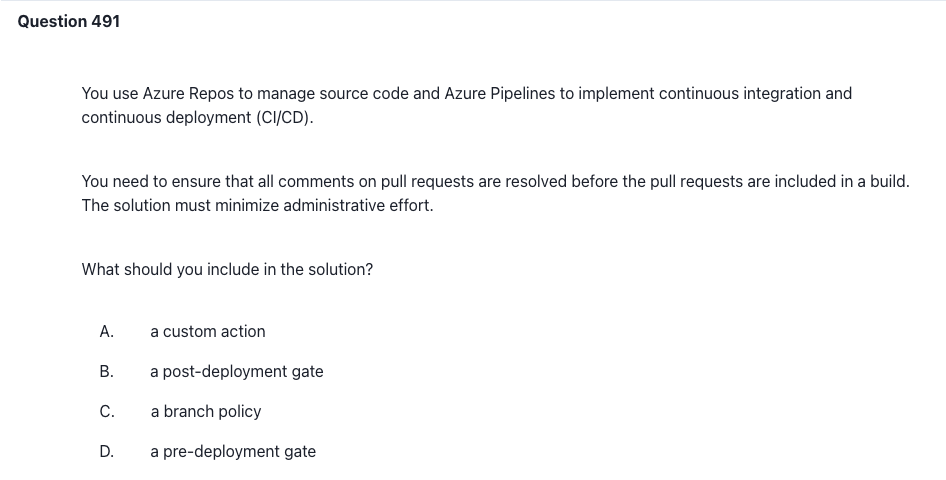 Question 491
You use Azure Repos to manage source code and Azure Pipelines to implement continuous integration and
continuous deployment (CI/CD).
You need to ensure that all comments on pull requests are resolved before the pull requests are included in a build.
The solution must minimize administrative effort.
What should you include in the solution?
A. a custom action
B. a post-deployment gate
C. a branch policy
D. a pre-deployment gate